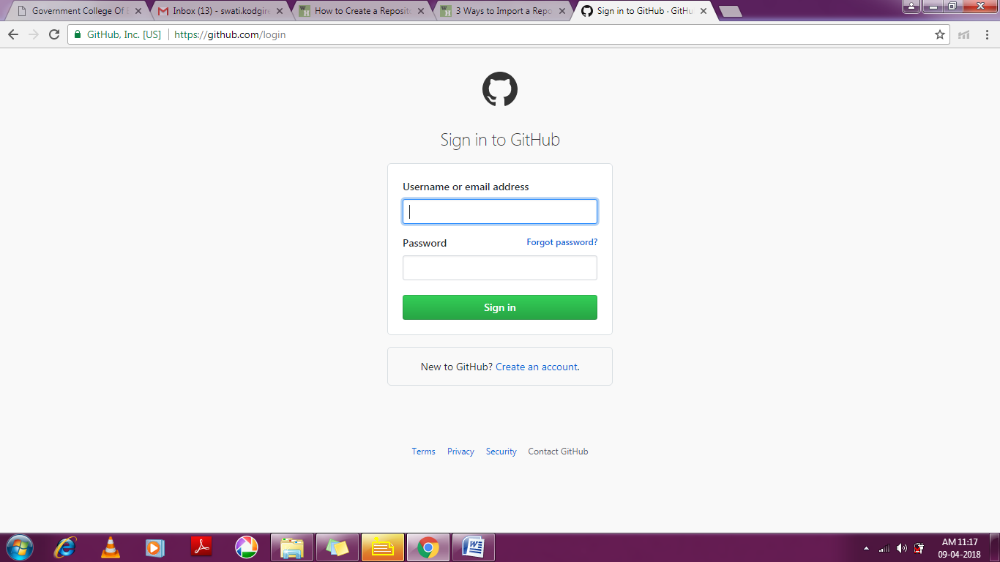 Government College Of E
Inbox (13) - swati.kodgire
How to Create a Reposito
3 Ways to Import a Repo
Sign in to GitHub · GitHu
GitHub, Inc. [US] https://github.com/login
Sign in to GitHub
Username or email address
Password Forgot password?
Sign in
New to GitHub? Create an account.
Terms Privacy Security Contact GitHub
AM 11:17
09-04-2018